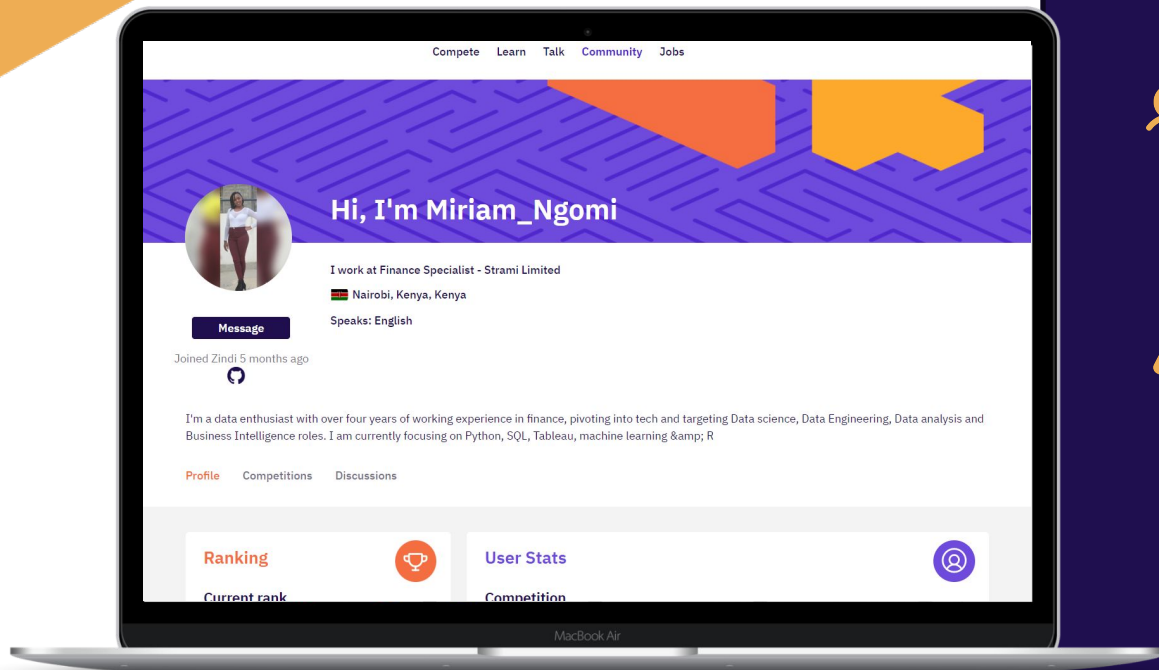 Compete Learn Talk Community Jobs
Hi, I'm Miriam_Ngomi
I work at Finance Specialist - Strami Limited
Nairobi, Kenya, Kenya
Speaks: English
Message
Joined Zindi 5 months ago
I'm a data enthusiast with over four years of working experience in finance, pivoting into tech and targeting Data science, Data Engineering, Data analysis and
Business Intelligence roles. I am currently focusing on Python, SQL, Tableau, machine learning &amp; R
Profile Competitions Discussions
Ranking
User Stats
Current rank
Competition
MacBook Air